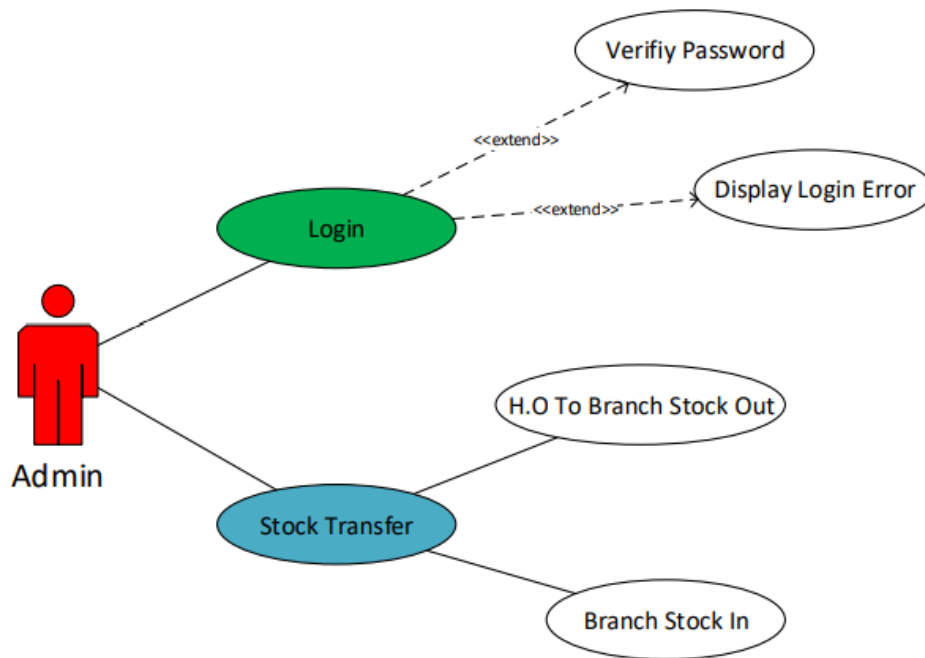 Verifiy Password
<<extend>>
Display Login Error
<<extend>>
Login
H.O To Branch Stock Out
Admin
Stock Transfer
Branch Stock In